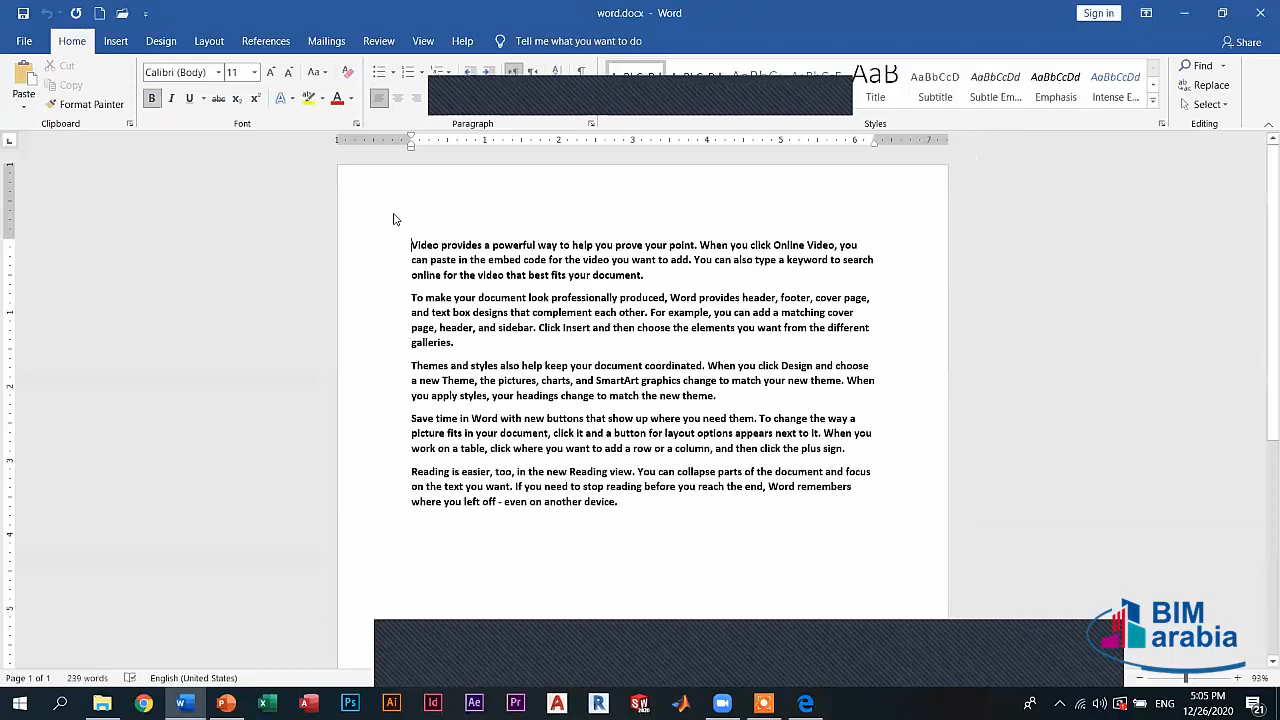 word.docx - Word
Sign in
File Home Insert Design Layout References Mailings Review View Help Tell me what you want to do Share
Paste
Cut
Copy
Format Painter
Clipboard
Calibri (Body) 11
Font
Paragraph
AaB
Title
AaBbCcD
Subtitle
AaBbCcDd
Subtle Em...
AaBbCcDd
Emphasis
AaBbCcDd
Intense E...
Styles
Find
Replace
Select
Editing
1 1 2 3 4 5 6 7
Video provides a powerful way to help you prove your point. When you click Online Video, you
can paste in the embed code for the video you want to add. You can also type a keyword to search
online for the video that best fits your document.
To make your document look professionally produced, Word provides header, footer, cover page,
and text box designs that complement each other. For example, you can add a matching cover
page, header, and sidebar. Click Insert and then choose the elements you want from the different
galleries.
Themes and styles also help keep your document coordinated. When you click Design and choose
a new Theme, the pictures, charts, and SmartArt graphics change to match your new theme. When
you apply styles, your headings change to match the new theme.
Save time in Word with new buttons that show up where you need them. To change the way a
picture fits in your document, click it and a button for layout options appears next to it. When you
work on a table, click where you want to add a row or a column, and then click the plus sign.
Reading is easier, too, in the new Reading view. You can collapse parts of the document and focus
on the text you want. If you need to stop reading before you reach the end, Word remembers
where you left off - even on another device.
BIM
arabia
Page 1 of 1 239 words English (United States)
93%
ENG
5:05 PM
12/26/2020
21